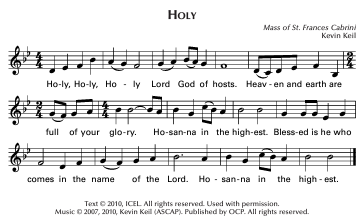 HOLY
Mass of St. Frances Cabrini
Kevin Keil
Ho-ly, Ho-ly, Ho - ly Lord God of hosts. Heav - en and earth are
full of your glo-ry. Ho-san-na in the high-est. Bless-ed is he who
comes in the name of the Lord. Ho - san-na in the high - est.
Text © 2010, ICEL. All rights reserved. Used with permission.
Music © 2007, 2010, Kevin Keil (ASCAP). Published by OCP. All rights reserved.